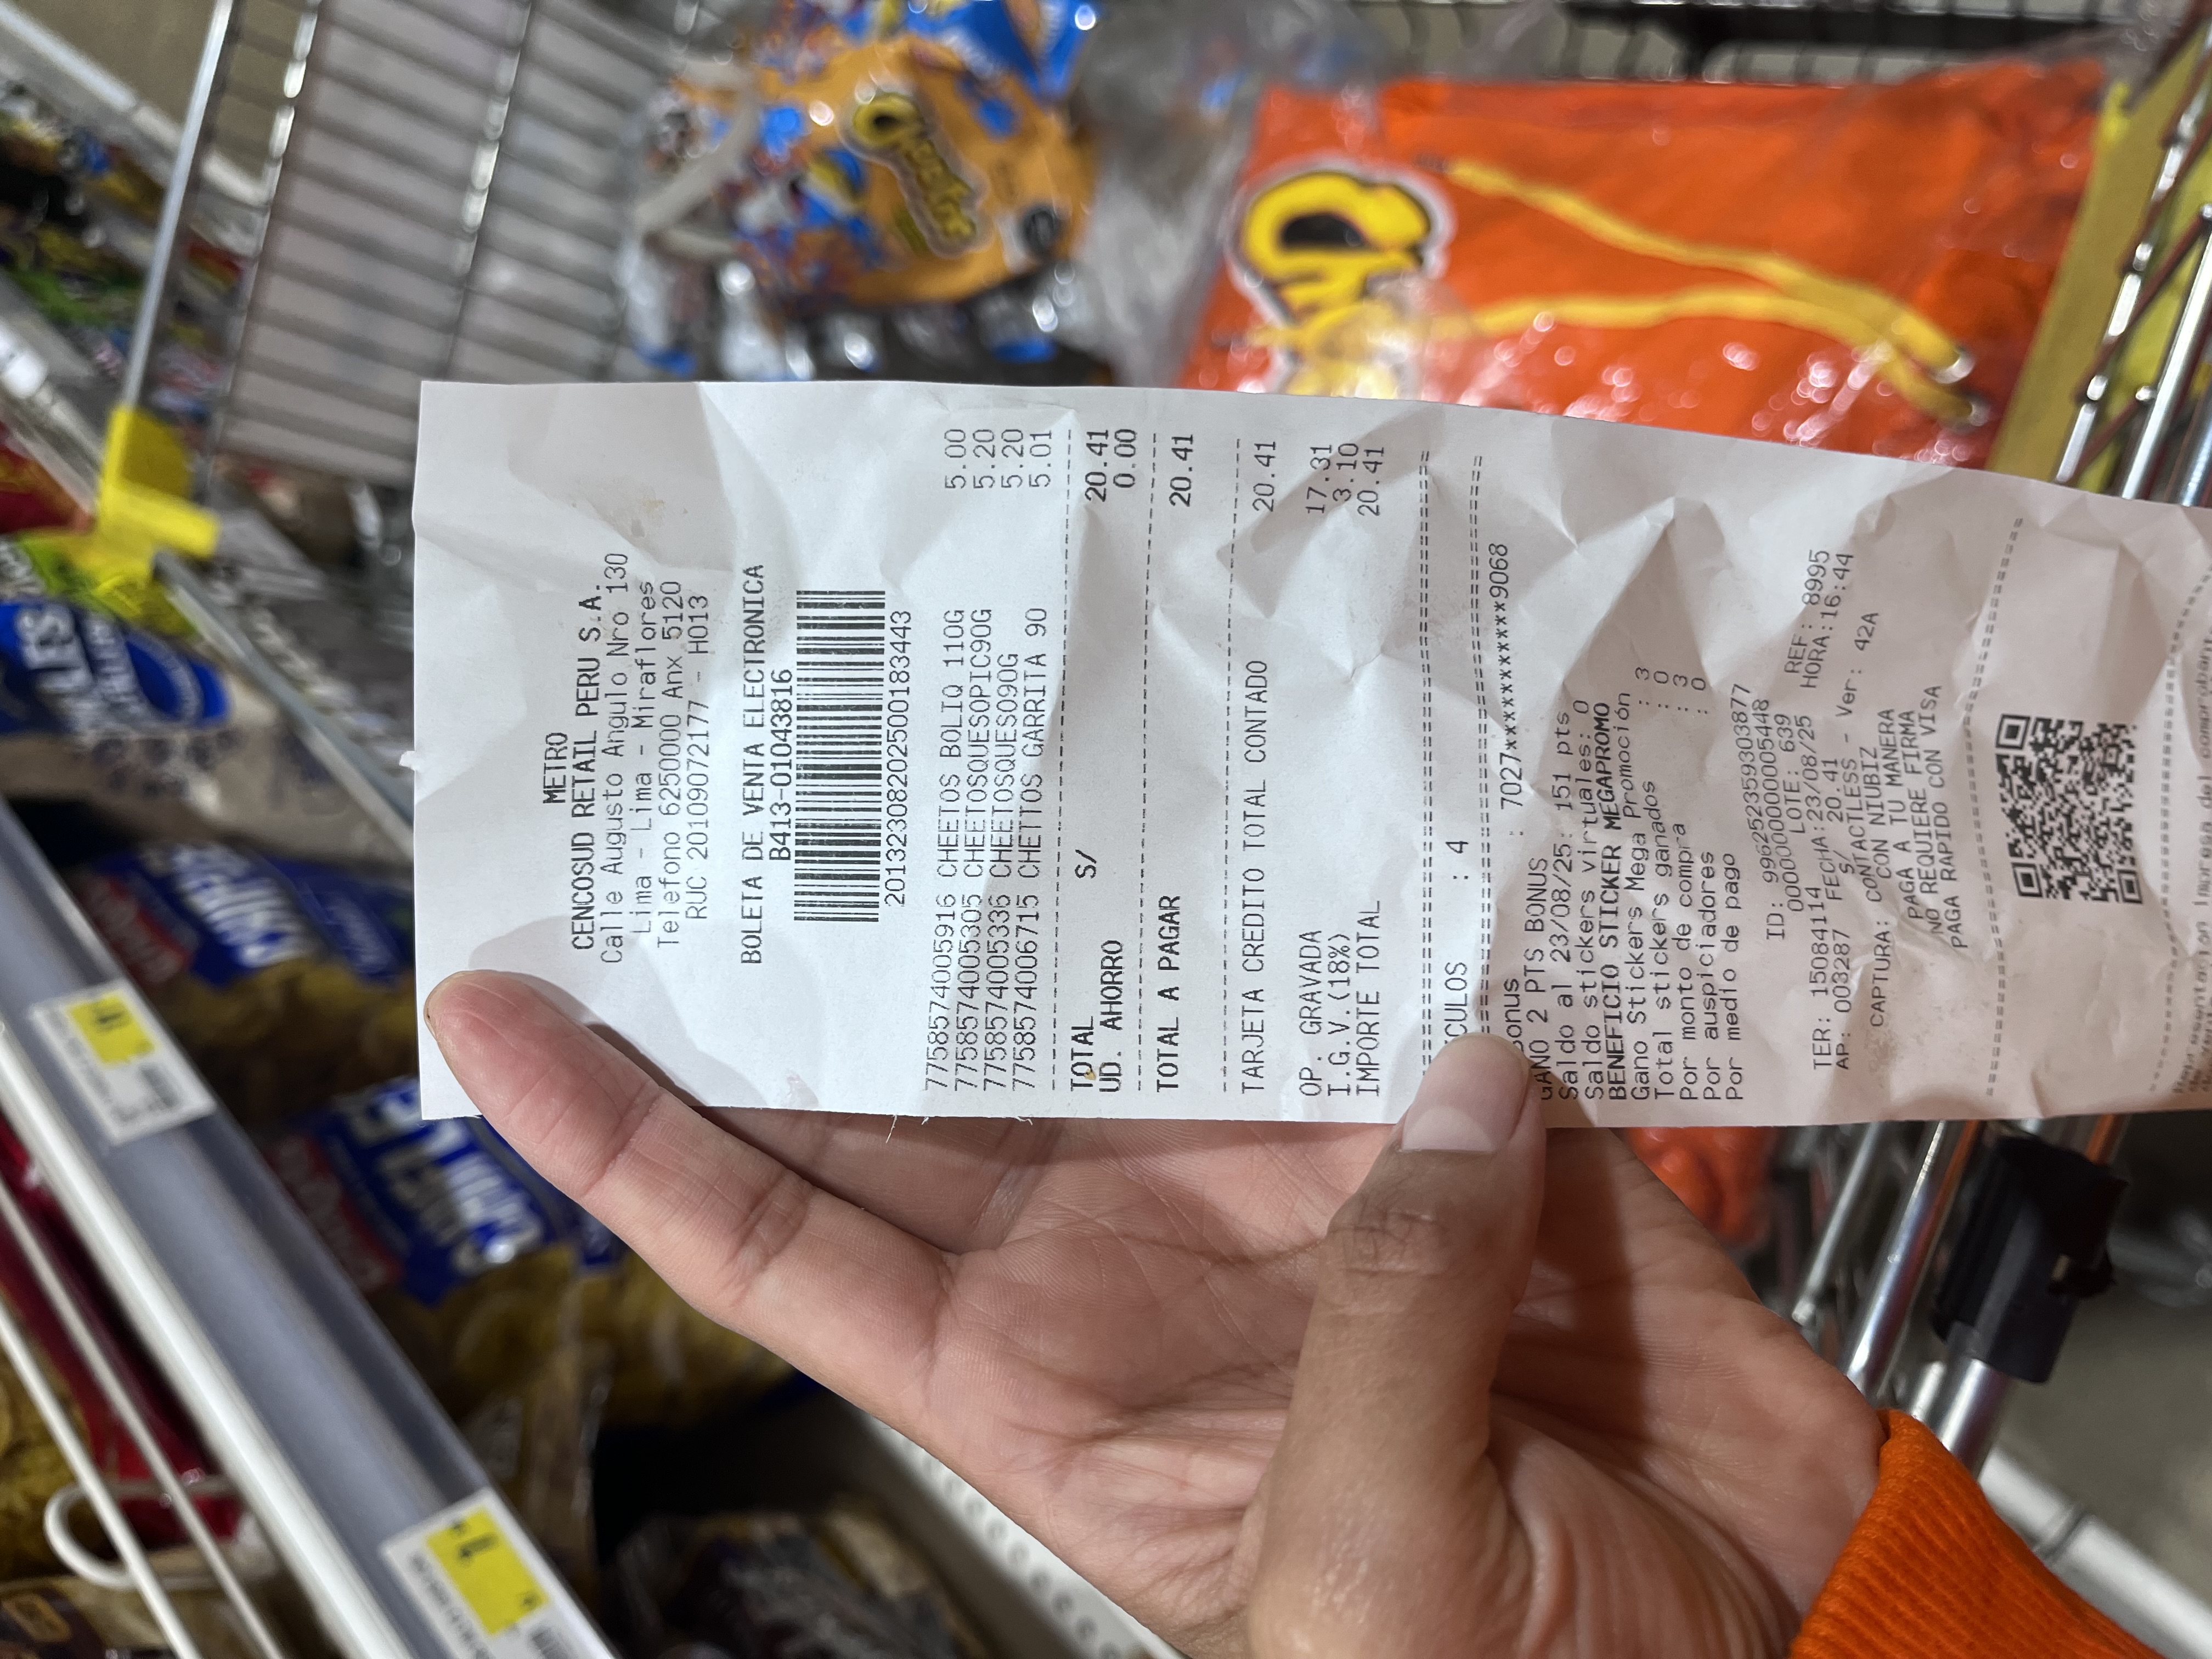 METRO
CENCOSUD RETAIL PERU S.A.
Calle Augusto Angulo Nro 130
Lima - Lima - Miraflores
Telefono 6250000 Anx 5120
RUC 20109072177 - H013
BOLETA DE VENTA ELECTRONICA
B413-01043816
20132308202500183443
7758574005916 CHEETOS BOLIQ 110G 5.00
7758574005305 CHEETOSQUESOPIC90G 5.20
7758574005336 CHEETOSQUESO90G 5.20
7758574006715 CHETTOS GARRITA 90 5.01
TOTAL S/ 20.41
UD. AHORRO 0.00
TOTAL A PAGAR 20.41
TARJETA CREDITO TOTAL CONTADO 20.41
OP. GRAVADA 17.31
I.G.V.(18%) 3.10
IMPORTE TOTAL 20.41
CULOS : 4
Bonus : 7027***********9068
GANO 2 PTS BONUS
Saldo al 23/08/25: 151 pts
Saldo stickers virtuales: 0
BENEFICIO STICKER MEGAPROMO
Gano Stickers Mega Promoción
Total stickers ganados : 3
Por monto de compra : 0
Por auspiciadores : 3
Por medio de pago : 0
ID: 996252359303877
0000000000005448
LOTE: 639 REF: 8995
TER: 15084114 FECHA:23/08/25 HORA:16:44
AP: 003287 S/ 20.41
CAPTURA: CONTACTLESS - Ver: 42A
CON NIUBIZ
PAGA A TU MANERA
NO REQUIERE FIRMA
PAGA RAPIDO CON VISA
Representación impresa del comprobant
Cheetos
CHIFLE
CHIFLE